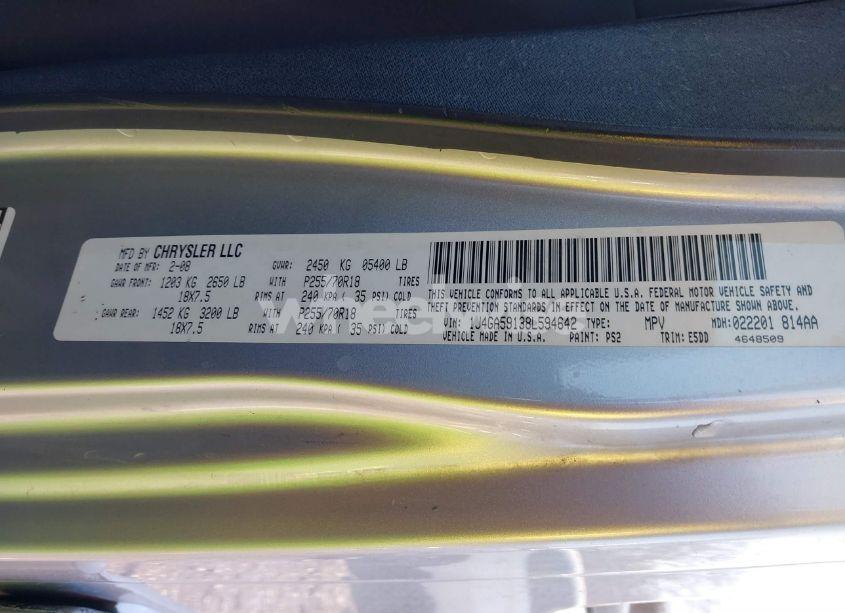 MFD BY CHRYSLER LLC
DATE OF MFR: 2-08 GVWR: 2450 KG 05400 LB
GAWR FRONT: 1203 KG 2650 LB WITH P255/70R18 TIRES
18X7.5 RIMS AT 240 KPA ( 35 PSI) COLD
GAWR REAR: 1452 KG 3200 LB WITH P255/70R18 TIRES
18X7.5 RIMS AT 240 KPA ( 35 PSI) COLD
THIS VEHICLE CONFORMS TO ALL APPLICABLE U.S.A. FEDERAL MOTOR VEHICLE SAFETY AND
THEFT PREVENTION STANDARDS IN EFFECT ON THE DATE OF MANUFACTURE SHOWN ABOVE.
VIN: 1J4GA59138L594642 TYPE: MPV MDH: 022201 814AA
VEHICLE MADE IN U.S.A. PAINT: PS2 TRIM: E5DD 4648509